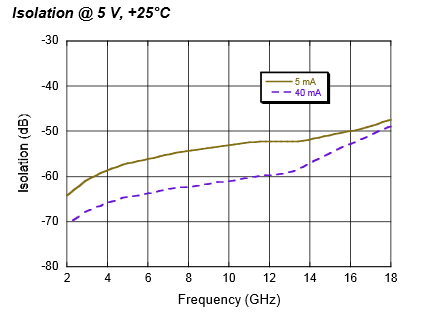 Isolation @ 5 V, +25°C
-30
-40
-50
-60
-70
-80
Isolation (dB)
5 mA
40 mA
2 4 6 8 10 12 14 16 18
Frequency (GHz)